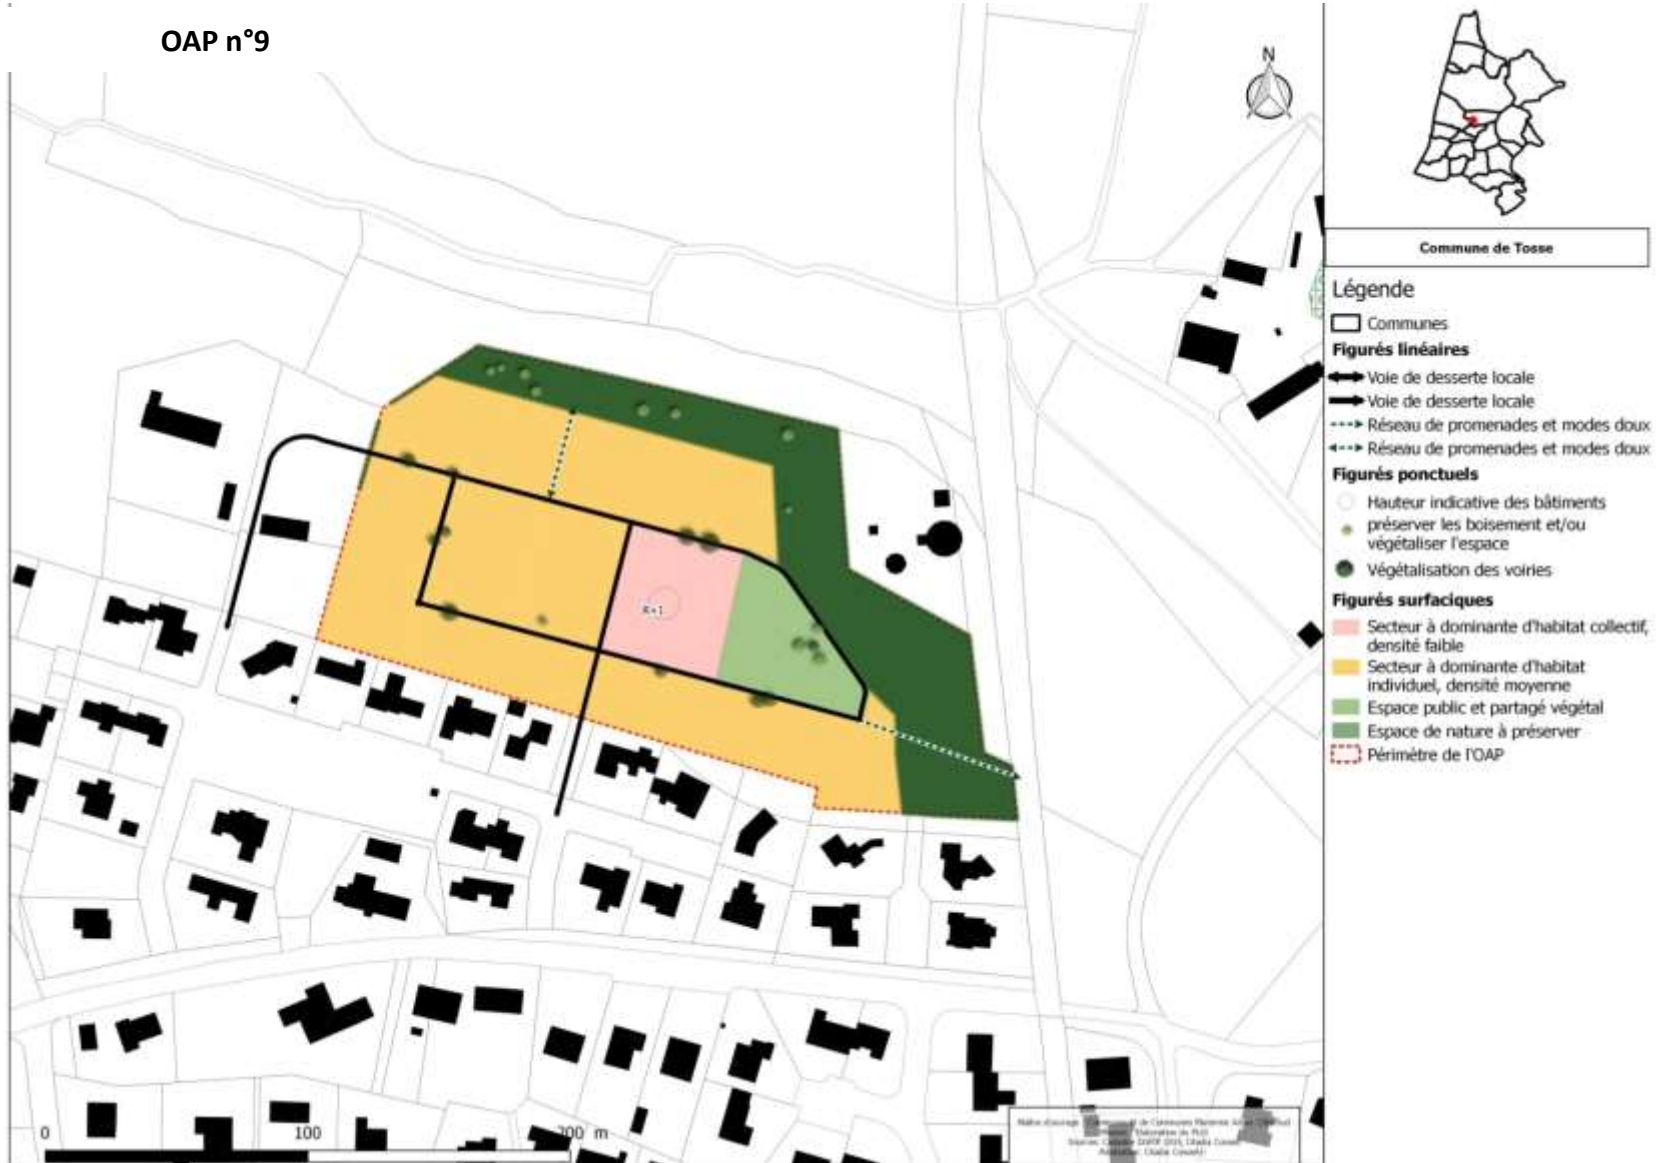 OAP n°9
N
Commune de Tosse
Légende
Communes
Figurés linéaires
Voie de desserte locale
Voie de desserte locale
Réseau de promenades et modes doux
Réseau de promenades et modes doux
Figurés ponctuels
Hauteur indicative des bâtiments
préserver les boisement et/ou
végétaliser l'espace
Végétalisation des voiries
Figurés surfaciques
Secteur à dominante d'habitat collectif,
densité faible
Secteur à dominante d'habitat
individuel, densité moyenne
Espace public et partagé végétal
Espace de nature à préserver
Périmètre de l'OAP
R+1
0 100 200 m